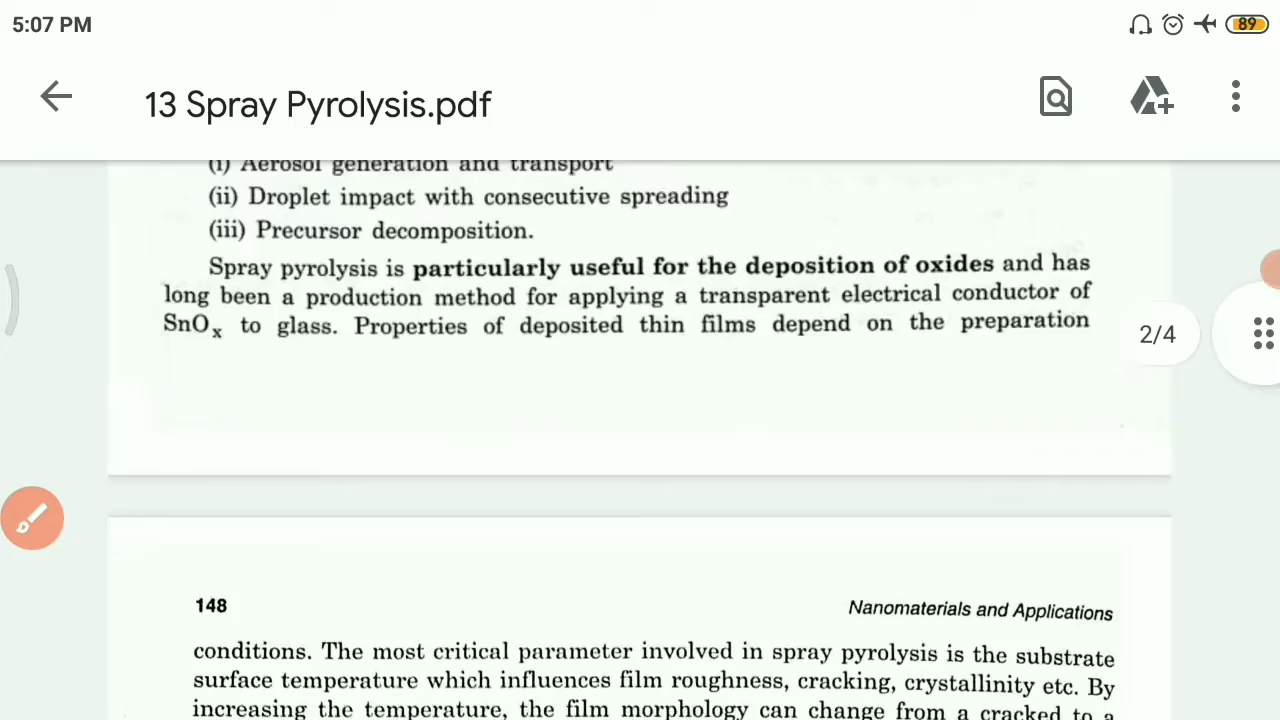 5:07 PM
89
13 Spray Pyrolysis.pdf
(i) Aerosol generation and transport
(ii) Droplet impact with consecutive spreading
(iii) Precursor decomposition.
Spray pyrolysis is particularly useful for the deposition of oxides and has
long been a production method for applying a transparent electrical conductor of
SnOx to glass. Properties of deposited thin films depend on the preparation
2/4
148
Nanomaterials and Applications
conditions. The most critical parameter involved in spray pyrolysis is the substrate
surface temperature which influences film roughness, cracking, crystallinity etc. By
increasing the temperature, the film morphology can change from a cracked to a